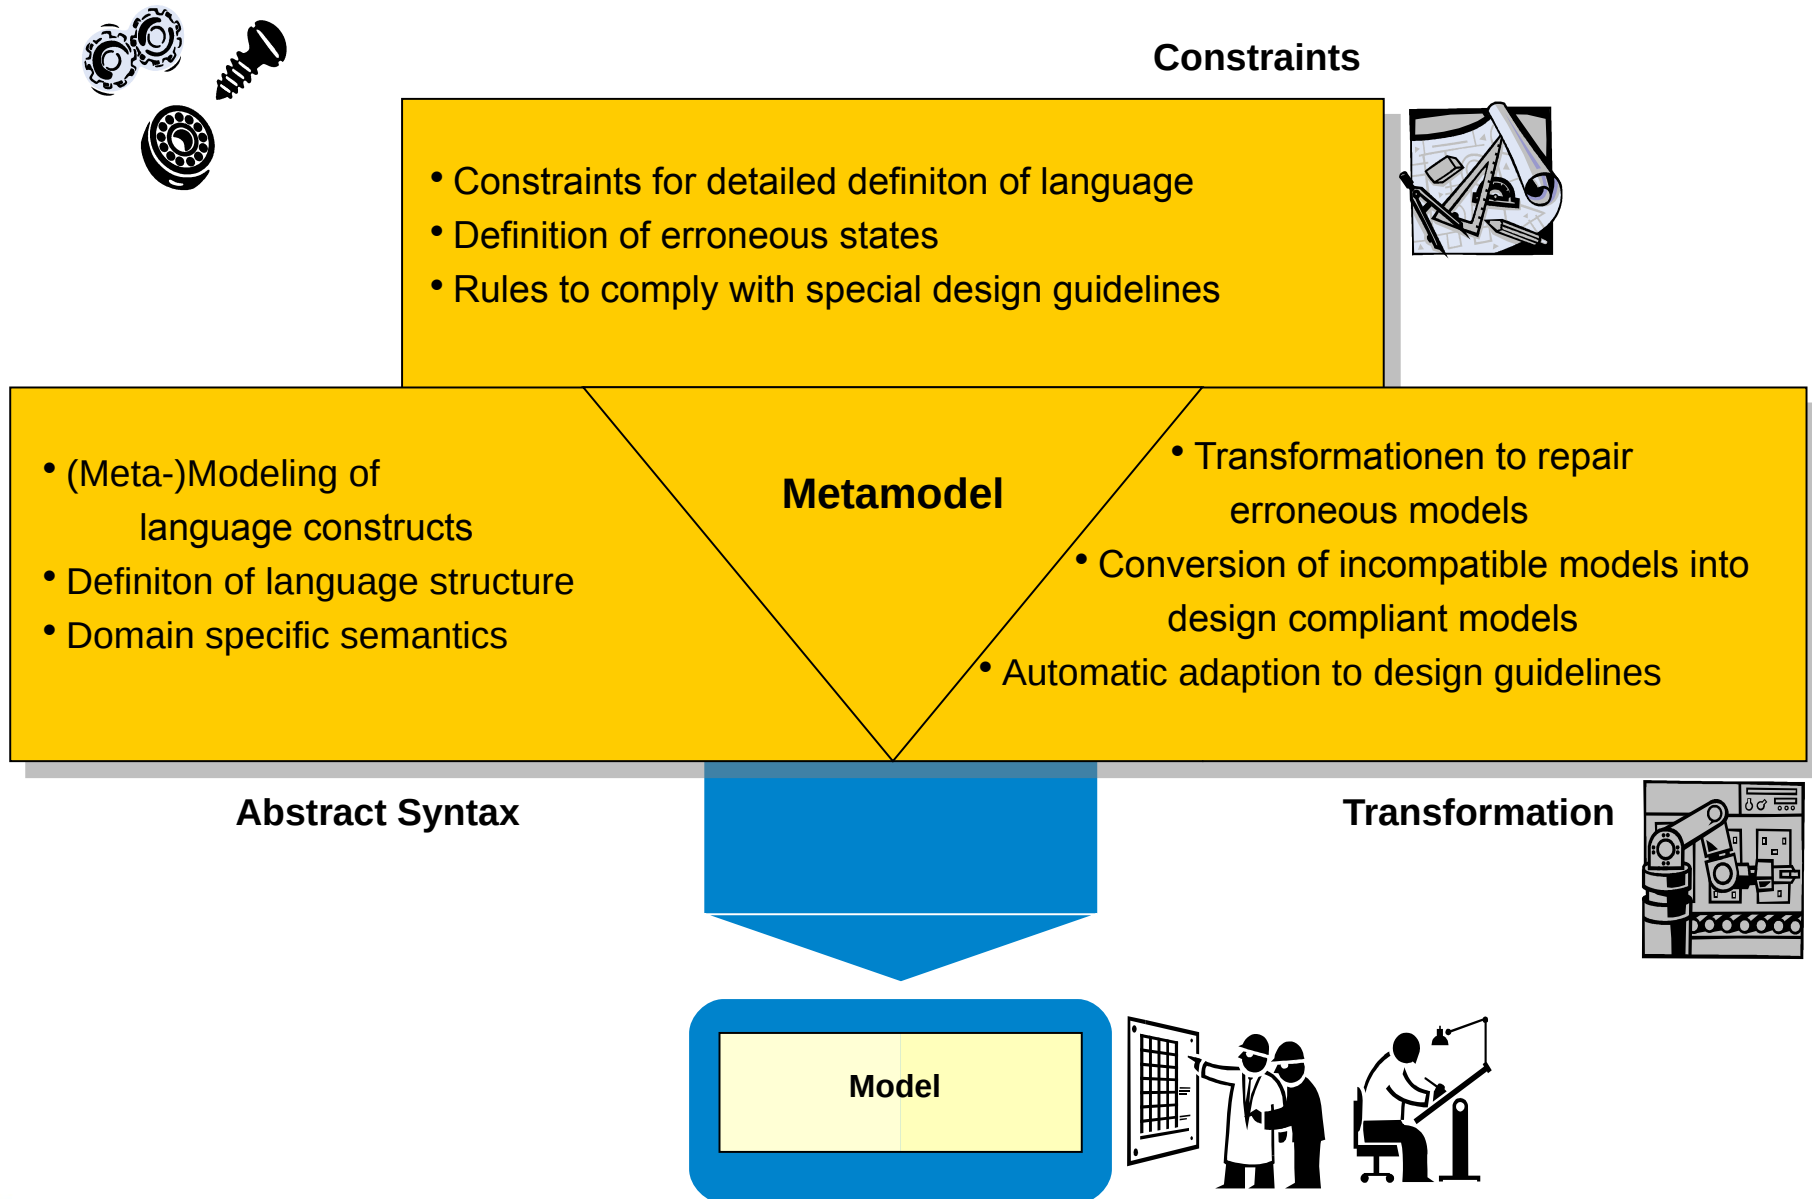 Constraints
• Constraints for detailed definiton of language
• Definition of erroneous states
• Rules to comply with special design guidelines
• (Meta-)Modeling of
language constructs
• Definiton of language structure
• Domain specific semantics
Metamodel
• Transformationen to repair
erroneous models
• Conversion of incompatible models into
design compliant models
• Automatic adaption to design guidelines
Abstract Syntax
Transformation
Model